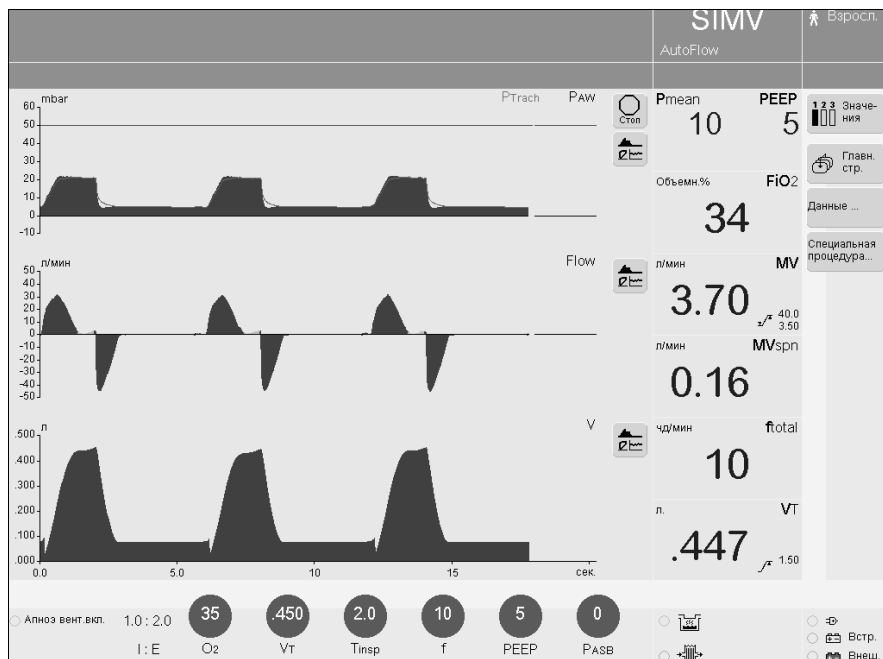 SIMV
Взросл.
AutoFlow
mbar
PTrach
PAW
60
50
40
30
20
10
0
-10
Стоп
Pmean
PEEP
10
5
1 2 3
Значе-
ния
Главн.
стр.
Объемн.%
FiO2
34
Данные ...
Специальная
процедура...
л/мин
Flow
50
40
30
20
10
0
-10
-20
-30
-40
-50
л/мин
MV
3.70
40.0
3.50
л/мин
MVspn
0.16
л
V
.500
.400
.300
.200
.100
.000
0.0
5.0
10
15
сек.
чд/мин
ftotal
10
л.
VT
.447
1.50
Апноэ вент.вкл.
1.0 : 2.0
35
.450
2.0
10
5
0
I : E
O2
VT
Tinsp
f
PEEP
PASB
Встр.
Внеш.